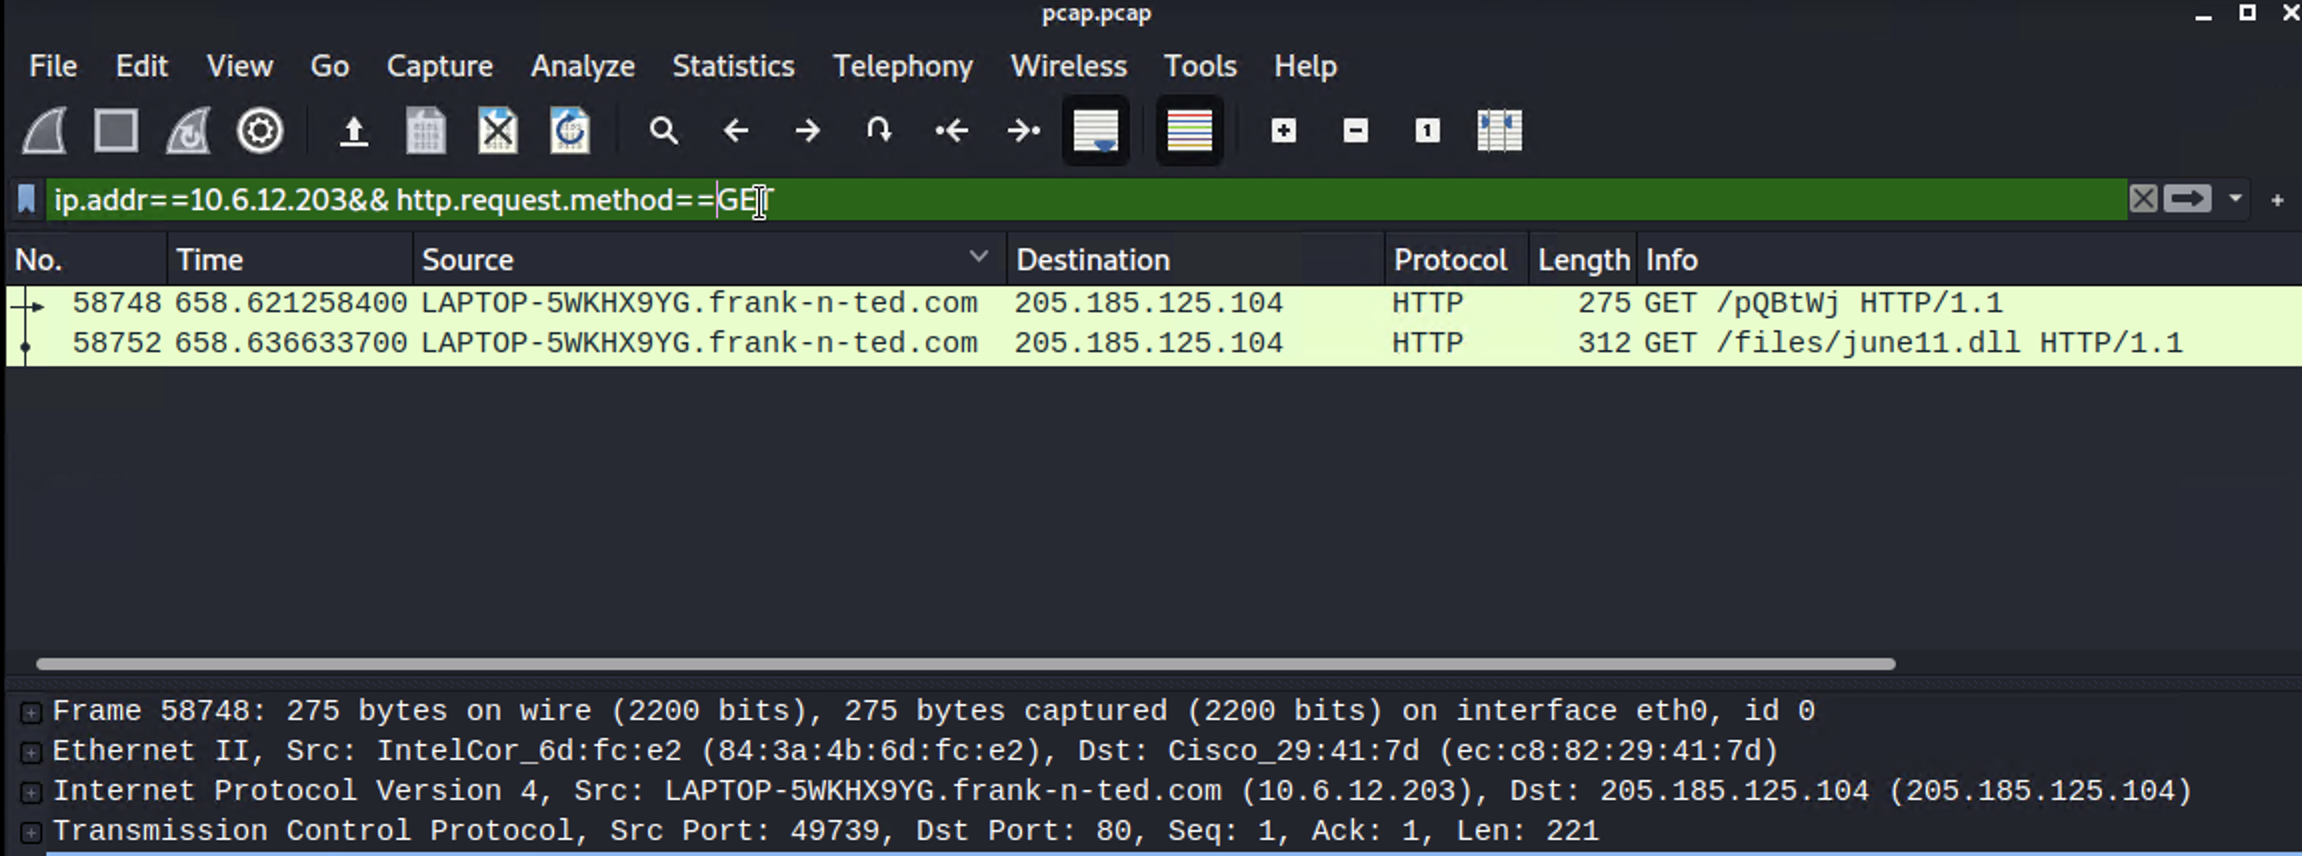 pcap.pcap
File Edit View Go Capture Analyze Statistics Telephony Wireless Tools Help
ip.addr==10.6.12.203&& http.request.method==GET
No. Time Source Destination Protocol Length Info
58748 658.621258400 LAPTOP-5WKHX9YG.frank-n-ted.com 205.185.125.104 HTTP 275 GET /pQBtWj HTTP/1.1
58752 658.636633700 LAPTOP-5WKHX9YG.frank-n-ted.com 205.185.125.104 HTTP 312 GET /files/june11.dll HTTP/1.1
Frame 58748: 275 bytes on wire (2200 bits), 275 bytes captured (2200 bits) on interface eth0, id 0
Ethernet II, Src: IntelCor_6d:fc:e2 (84:3a:4b:6d:fc:e2), Dst: Cisco_29:41:7d (ec:c8:82:29:41:7d)
Internet Protocol Version 4, Src: LAPTOP-5WKHX9YG.frank-n-ted.com (10.6.12.203), Dst: 205.185.125.104 (205.185.125.104)
Transmission Control Protocol, Src Port: 49739, Dst Port: 80, Seq: 1, Ack: 1, Len: 221